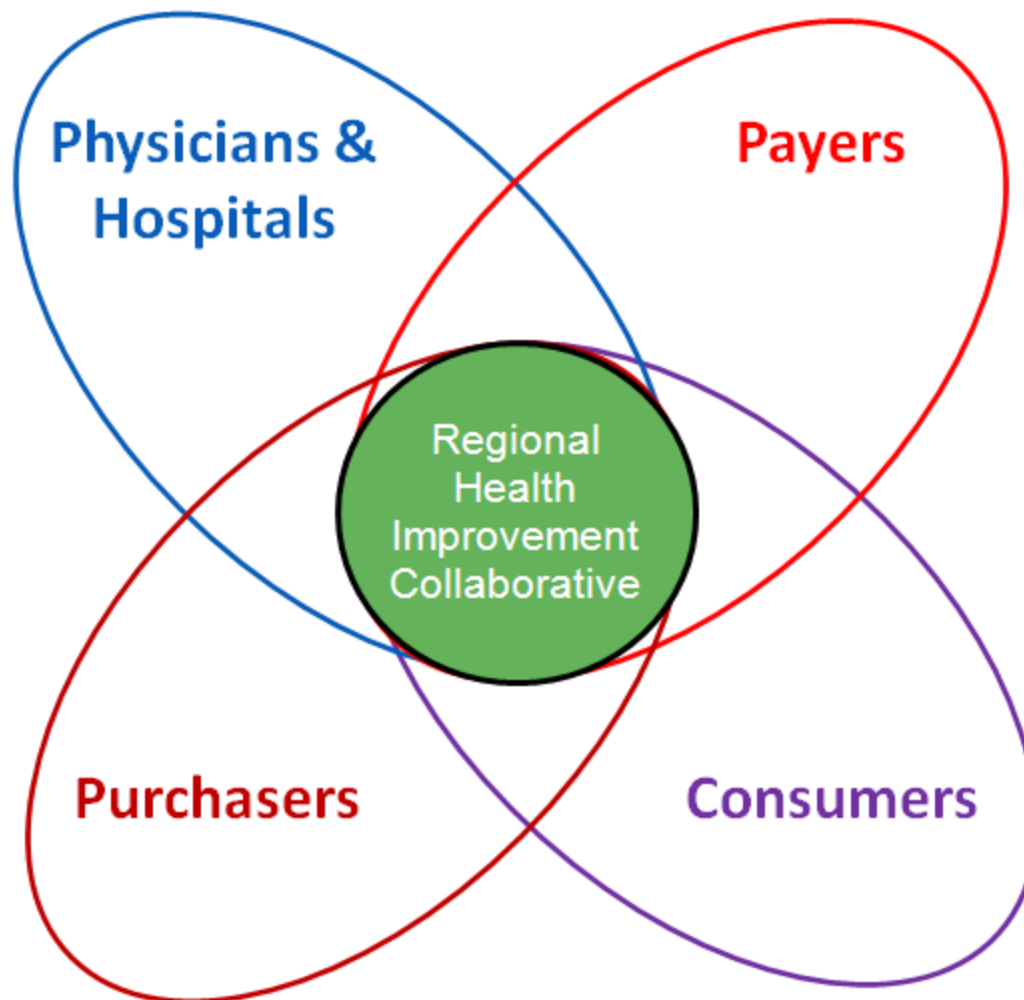 Physicians &
Hospitals
Payers
Regional
Health
Improvement
Collaborative
Purchasers
Consumers